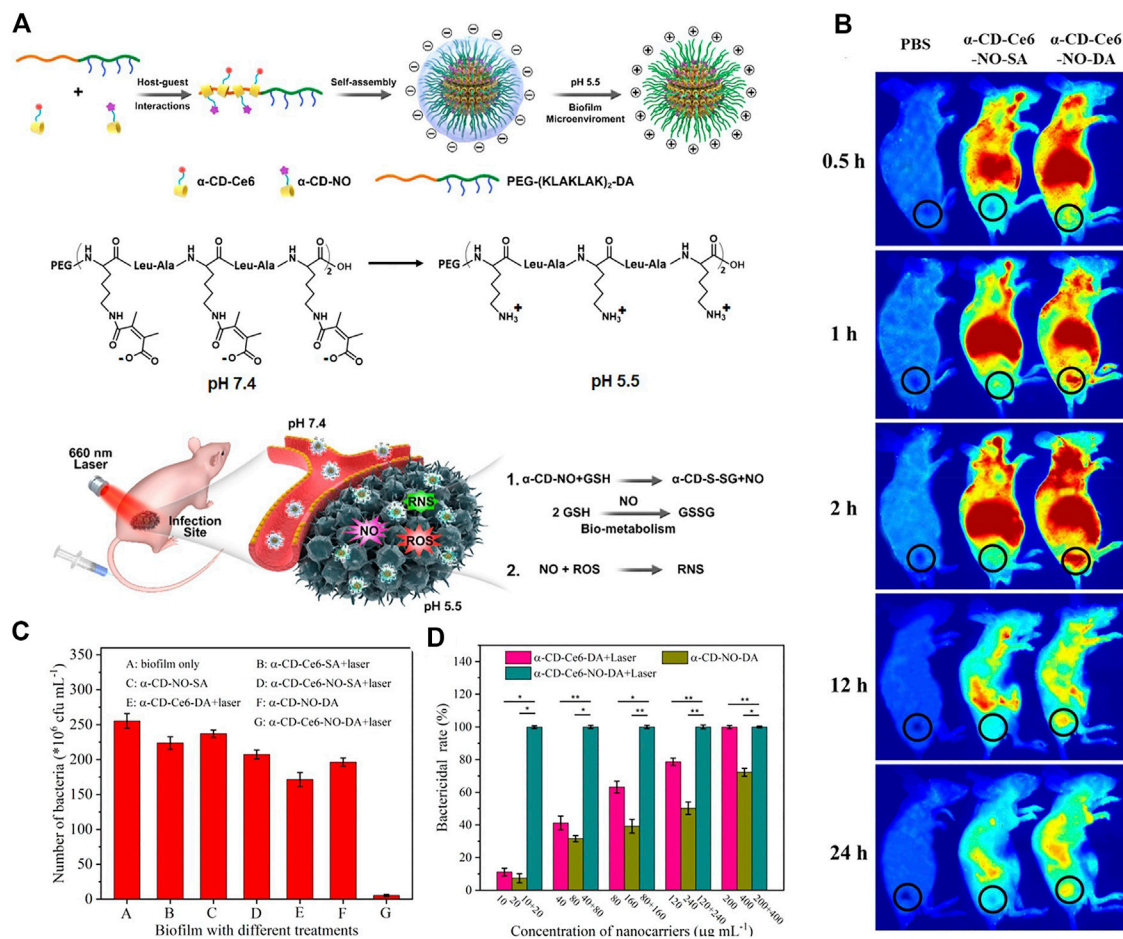 A
Host-guest
Interactions
Self-assembly
pH 5.5
Biofilm
Microenviroment
α-CD-Ce6
α-CD-NO
PEG-(KLAKLAK)₂-DA
PEG
H
N
O
Leu-Ala
H
N
O
Leu-Ala
H
N
O
2
OH
NH
O
-O
O
NH
O
-O
O
NH
O
-O
O
pH 7.4
PEG
H
N
O
Leu-Ala
H
N
O
Leu-Ala
H
N
O
2
OH
NH₃
+
NH₃
+
NH₃
+
pH 5.5
660 nm
Laser
Infection
Site
pH 7.4
NO
RNS
ROS
pH 5.5
1. α-CD-NO+GSH α-CD-S-SG+NO
NO
2 GSH GSSG
Bio-metabolism
2. NO + ROS RNS
B
PBS
α-CD-Ce6
-NO-SA
α-CD-Ce6
-NO-DA
0.5 h
1 h
2 h
12 h
24 h
C
Number of bacteria (*10⁶ cfu mL⁻¹)
350
300
250
200
150
100
50
0
A: biofilm only B: α-CD-Ce6-SA+laser
C: α-CD-NO-SA D: α-CD-Ce6-NO-SA+laser
E: α-CD-Ce6-DA+laser F: α-CD-NO-DA
G: α-CD-Ce6-NO-DA+laser
A B C D E F G
Biofilm with different treatments
D
Bactericidal rate (%)
140
120
100
80
60
40
20
0
α-CD-Ce6-DA+Laser α-CD-NO-DA
α-CD-Ce6-NO-DA+Laser
* ** * ** **
* * ** ** *
10 20 10+20 40 80 40+80 80 160 80+160 120 240 120+240 200 400 200+400
Concentration of nanocarriers (μg mL⁻¹)